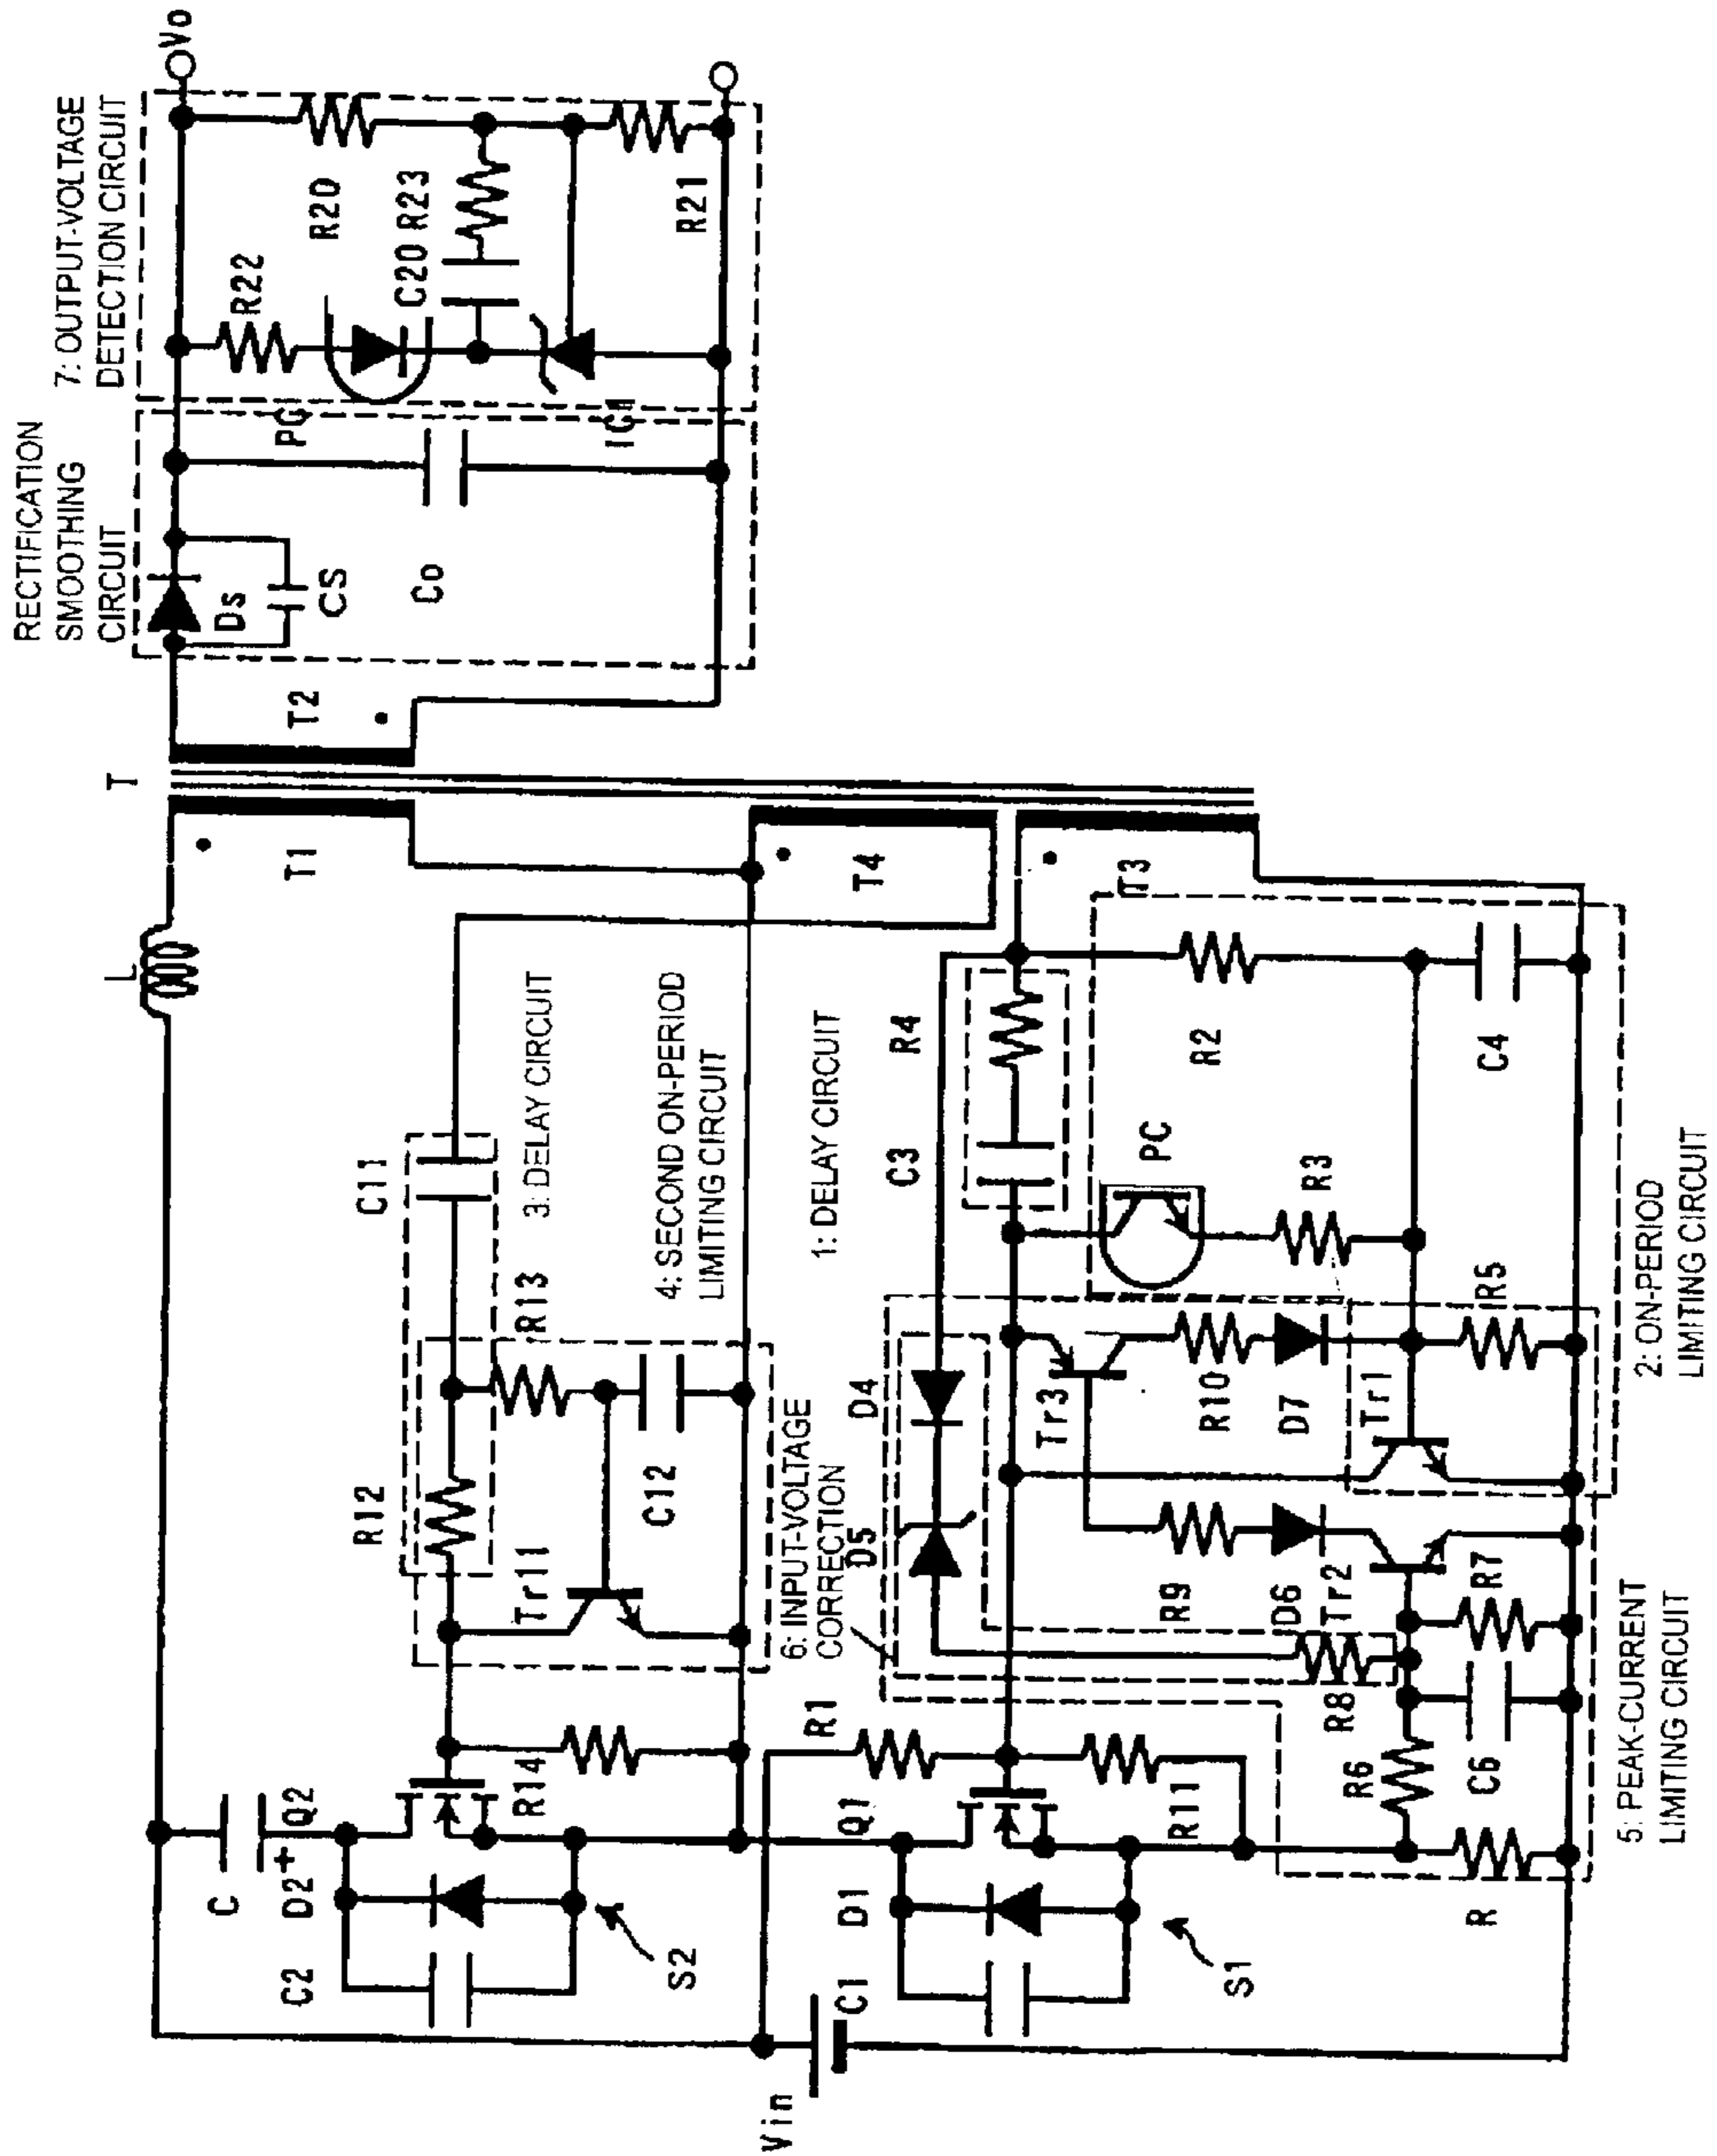 RECTIFICATION
SMOOTHING
CIRCUIT
7: OUTPUT-VOLTAGE
DETECTION CIRCUIT
Vo
R22
R20
C20
R23
R21
PC
Ds
CS
Co
T
T2
T1
T4
T3
L
C11
R12
R13
3: DELAY CIRCUIT
4: SECOND ON-PERIOD
LIMITING CIRCUIT
Tr11
C12
6: INPUT-VOLTAGE
CORRECTION
1: DELAY CIRCUIT
C3
R4
R2
C4
PC
R3
R5
2: ON-PERIOD
LIMITING CIRCUIT
D4
D5
Tr3
R10
D7
Tr1
R9
D6
Tr2
R7
R8
C6
R6
R
5: PEAK-CURRENT
LIMITING CIRCUIT
R1
R11
R14
Q2
Q1
C
+
D2
C2
S2
D1
C1
S1
Vin